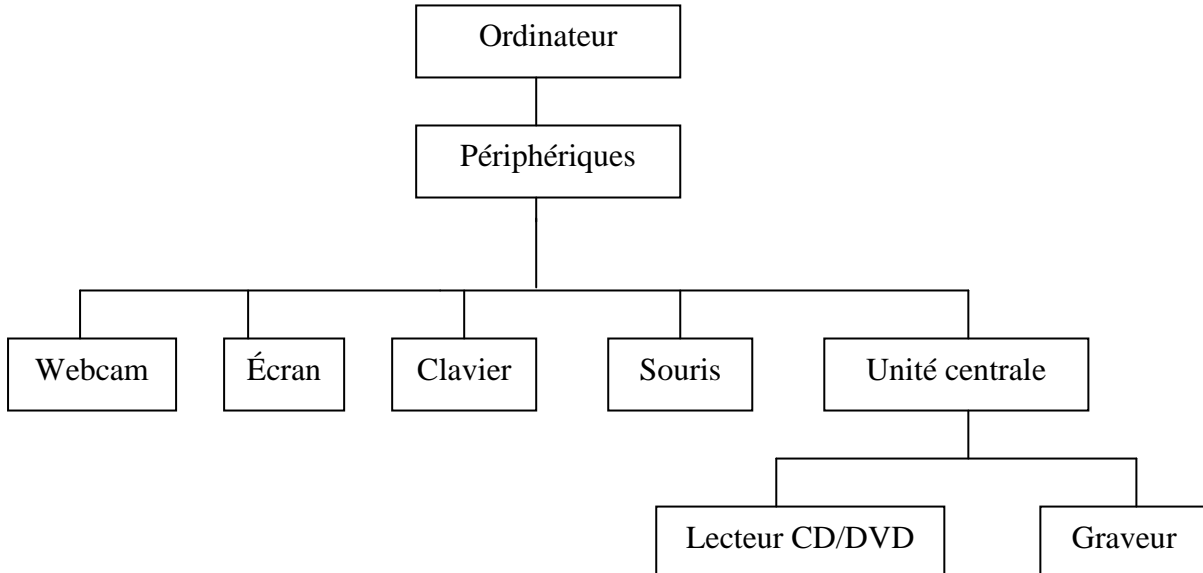 Ordinateur
Périphériques
Webcam
Écran
Clavier
Souris
Unité centrale
Lecteur CD/DVD
Graveur